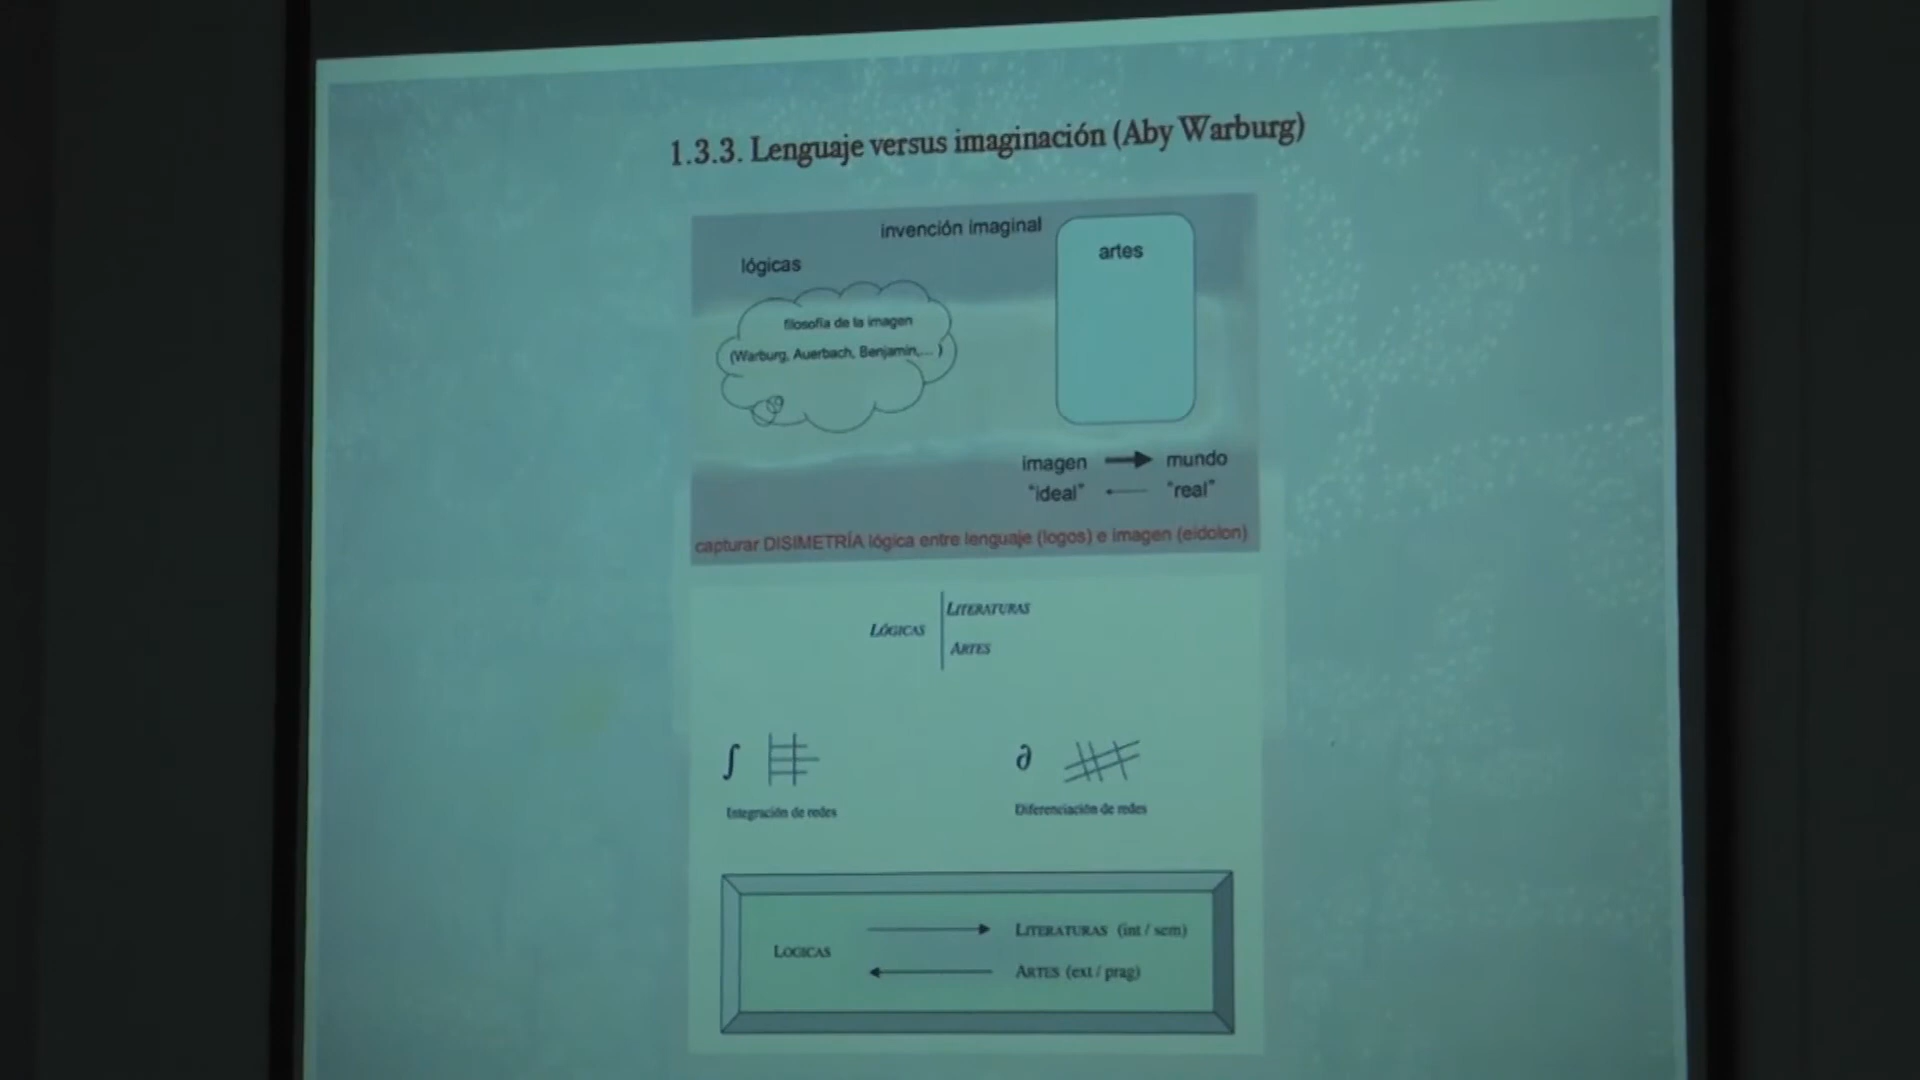 1.3.3. Lenguaje versus imaginación (Aby Warburg)
invención imaginal
artes
lógicas
filosofía de la imagen
(Warburg, Auerbach, Benjamin,... )
imagen mundo
"ideal" "real"
capturar DISIMETRÍA lógica entre lenguaje (logos) e imagen (eidolon)
LITERATURAS
LÓGICAS
ARTES
∫ ∂
Integración de redes Diferenciación de redes
LITERATURAS (int / sem)
LOGICAS
ARTES (ext / prag)